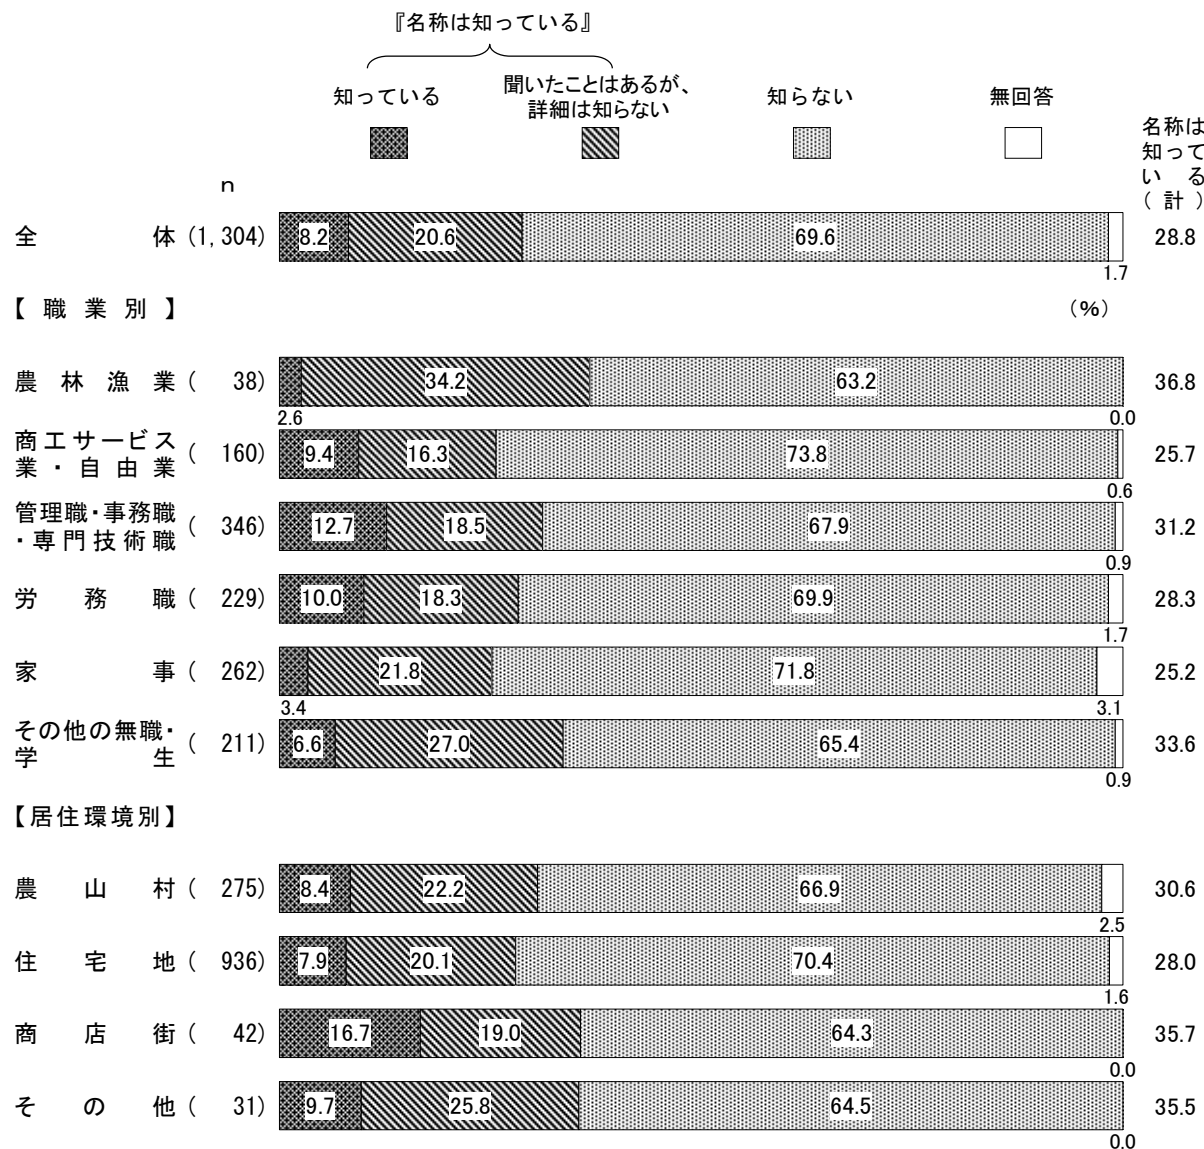 『名称は知っている』
知っている
聞いたことはあるが、
詳細は知らない
知らない
無回答
名称は
知って
いる
(計)
n
全体 (1,304) 8.2 20.6 69.6 28.8
1.7
【職業別】 (%)
農林漁業 ( 38) 34.2 63.2 36.8
2.6 0.0
商工サービス
業・自由業 ( 160) 9.4 16.3 73.8 25.7
0.6
管理職・事務職
・専門技術職 ( 346) 12.7 18.5 67.9 31.2
0.9
労務職 ( 229) 10.0 18.3 69.9 28.3
1.7
家事 ( 262) 21.8 71.8 25.2
3.4 3.1
その他の無職・
学生 ( 211) 6.6 27.0 65.4 33.6
0.9
【居住環境別】
農山村 ( 275) 8.4 22.2 66.9 30.6
2.5
住宅地 ( 936) 7.9 20.1 70.4 28.0
1.6
商店街 ( 42) 16.7 19.0 64.3 35.7
0.0
その他 ( 31) 9.7 25.8 64.5 35.5
0.0